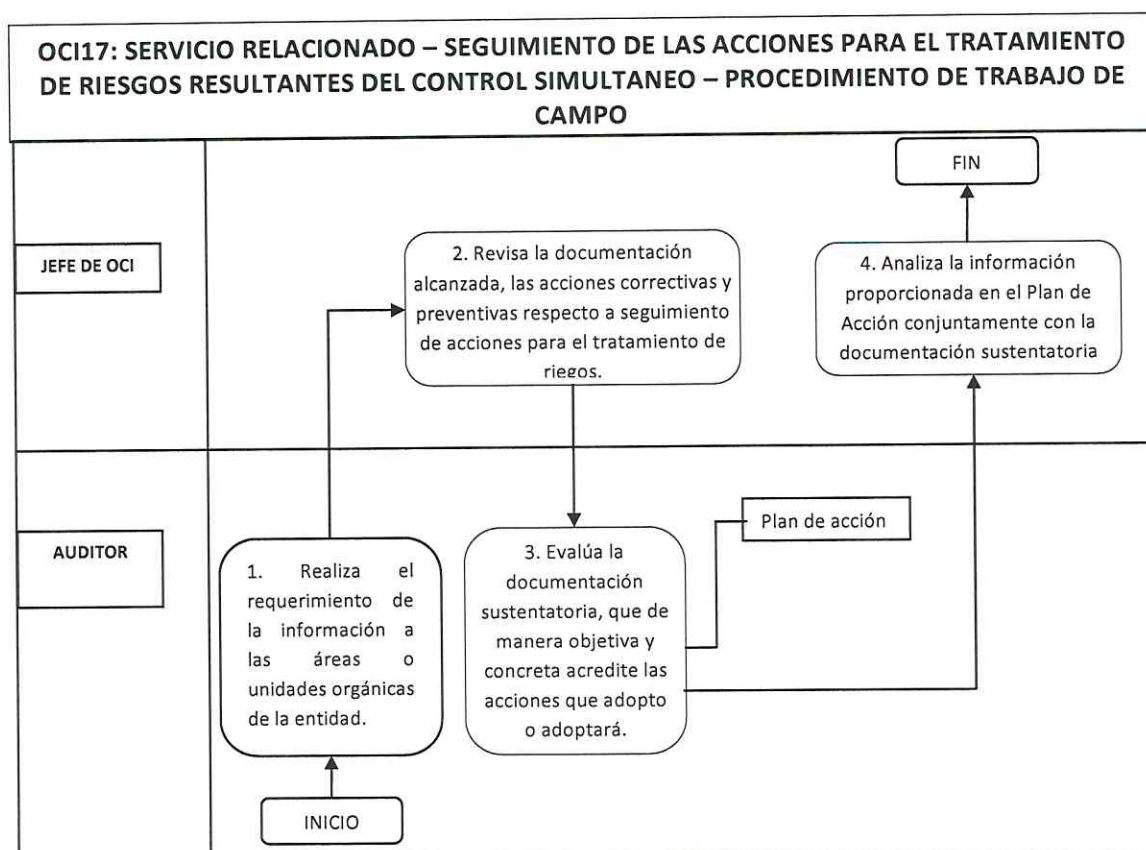 OCI17: SERVICIO RELACIONADO – SEGUIMIENTO DE LAS ACCIONES PARA EL TRATAMIENTO
DE RIESGOS RESULTANTES DEL CONTROL SIMULTANEO – PROCEDIMIENTO DE TRABAJO DE
CAMPO
FIN
JEFE DE OCI
2. Revisa la documentación
alcanzada, las acciones correctivas y
preventivas respecto a seguimiento
de acciones para el tratamiento de
riegos.
4. Analiza la información
proporcionada en el Plan de
Acción conjuntamente con la
documentación sustentatoria
AUDITOR
1. Realiza el
requerimiento de
la información a
las áreas o
unidades orgánicas
de la entidad.
3. Evalúa la
documentación
sustentatoria, que de
manera objetiva y
concreta acredite las
acciones que adopto
o adoptará.
Plan de acción
INICIO